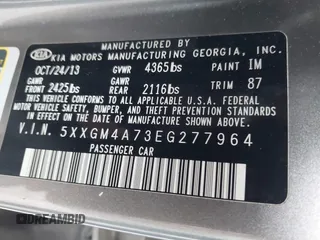 MANUFACTURED BY
KIA KIA MOTORS MANUFACTURING GEORGIA, INC.
OCT/24/13 GVWR 4365lbs PAINT IM
GAWR FRONT 2425lbs GAWR REAR 2116lbs TRIM 87
THIS VEHICLE CONFORMS TO ALL APPLICABLE U.S. FEDERAL MOTOR VEHICLE
SAFETY, BUMPER, AND THEFT PREVENTION STANDARDS
IN EFFECT ON THE DATE OF MANUFACTURE SHOWN ABOVE.
V.I.N. 5XXGM4A73EG277964
PASSENGER CAR
DREAMBID